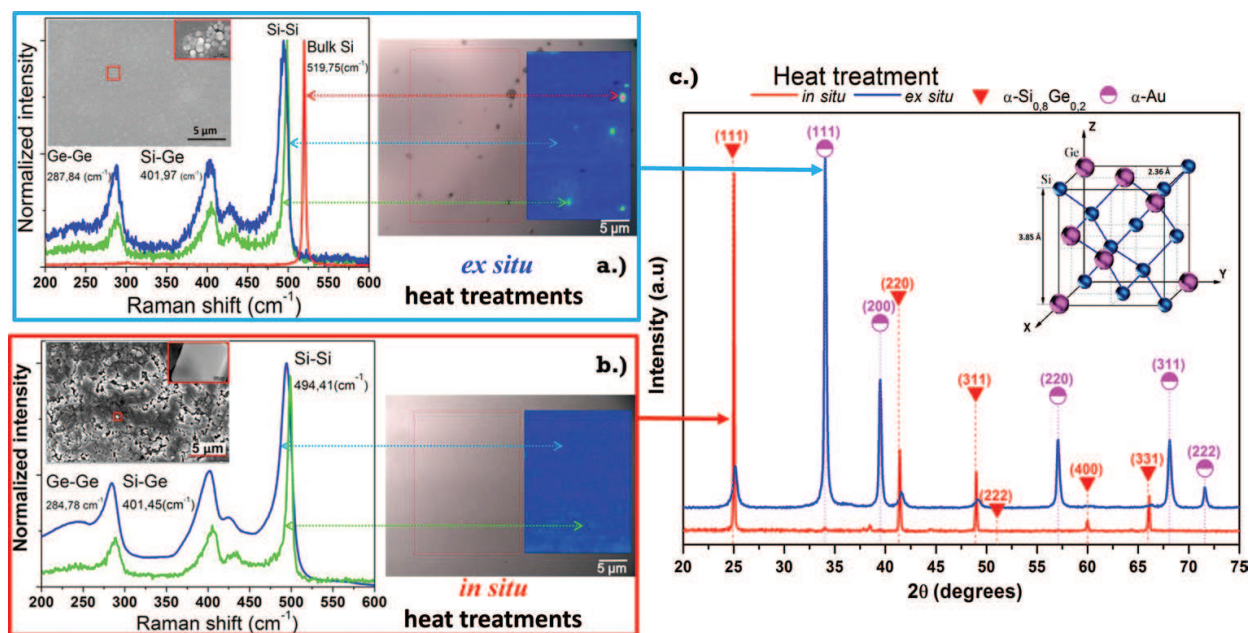 Normalized intensity
5 µm
Si-Si
Bulk Si
519,75(cm⁻¹)
Ge-Ge
287,84 (cm⁻¹)
Si-Ge
401,97 (cm⁻¹)
200 250 300 350 400 450 500 550 600
Raman shift (cm⁻¹)
5 µm
ex situ
heat treatments
a.)
Normalized intensity
5 µm
Si-Si
494,41(cm⁻¹)
b.)
Ge-Ge
284,78 cm⁻¹)
Si-Ge
401,45(cm⁻¹)
200 250 300 350 400 450 500 550 600
Raman shift (cm⁻¹)
5 µm
in situ
heat treatments
c.)
Heat treatment
in situ
ex situ
α-Si₀,₈Ge₀,₂
α-Au
Intensity (a.u)
(111)
(111)
(200)
(220)
(311)
(222)
(220)
(400)
(331)
(311)
(222)
Z
Ge
Si
2.36 Å
3.85 Å
Y
X
20 25 30 35 40 45 50 55 60 65 70 75
2θ (degrees)